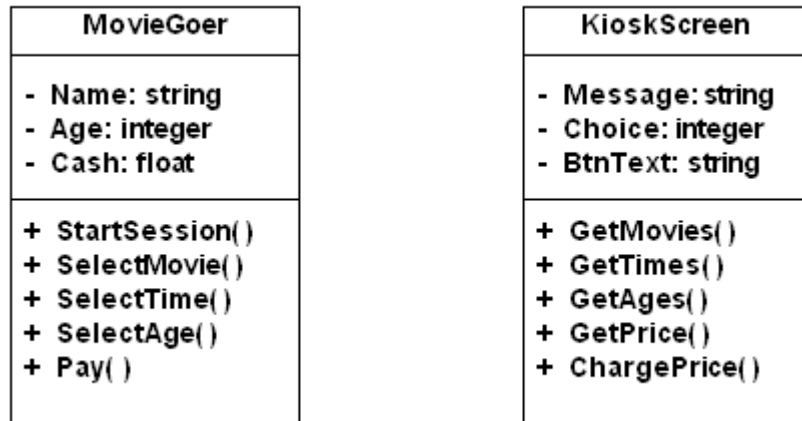 MovieGoer
- Name: string
- Age: integer
- Cash: float
+ StartSession()
+ SelectMovie()
+ SelectTime()
+ SelectAge()
+ Pay()
KioskScreen
- Message: string
- Choice: integer
- BtnText: string
+ GetMovies()
+ GetTimes()
+ GetAges()
+ GetPrice()
+ ChargePrice()